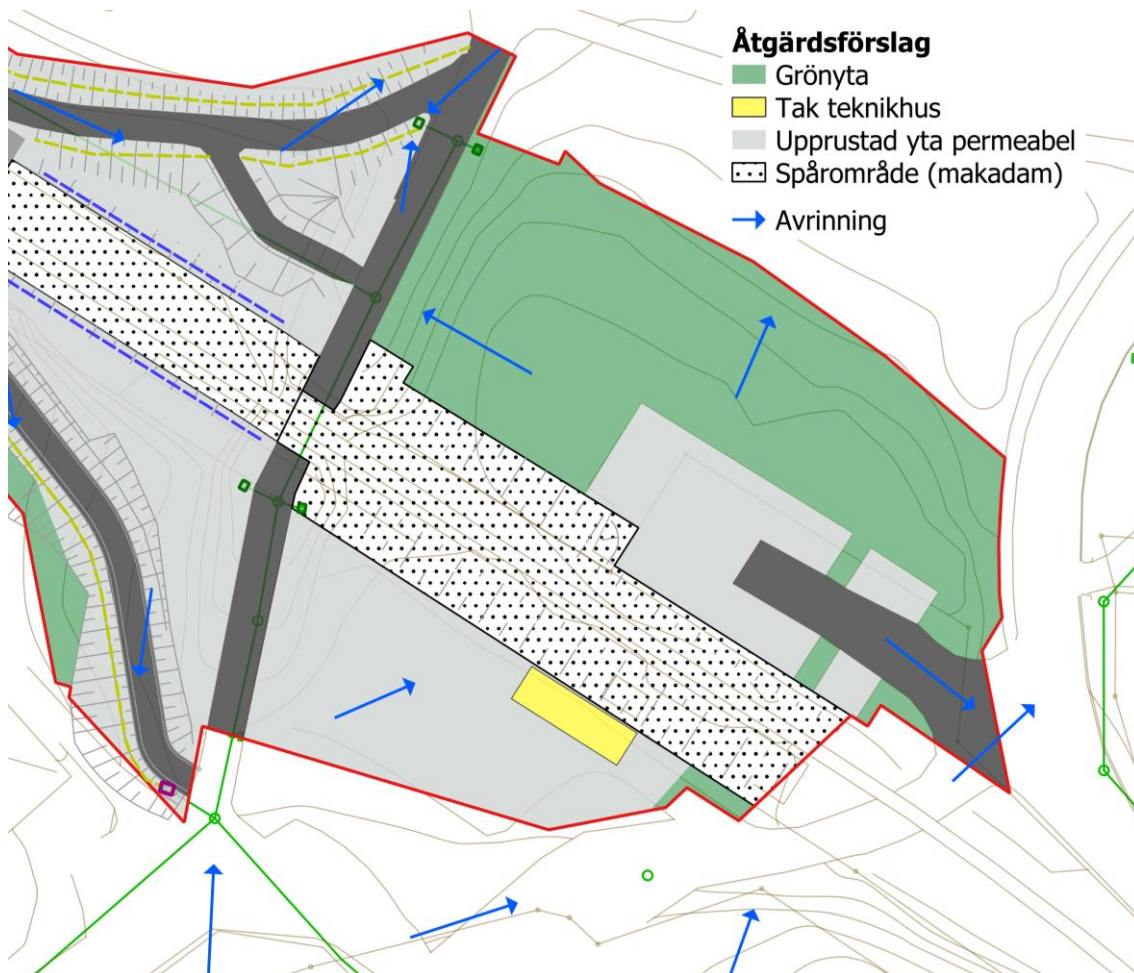 Åtgärdsförslag
Grönyta
Tak teknikhus
Upprustad yta permeabel
Spårområde (makadam)
Avrinning